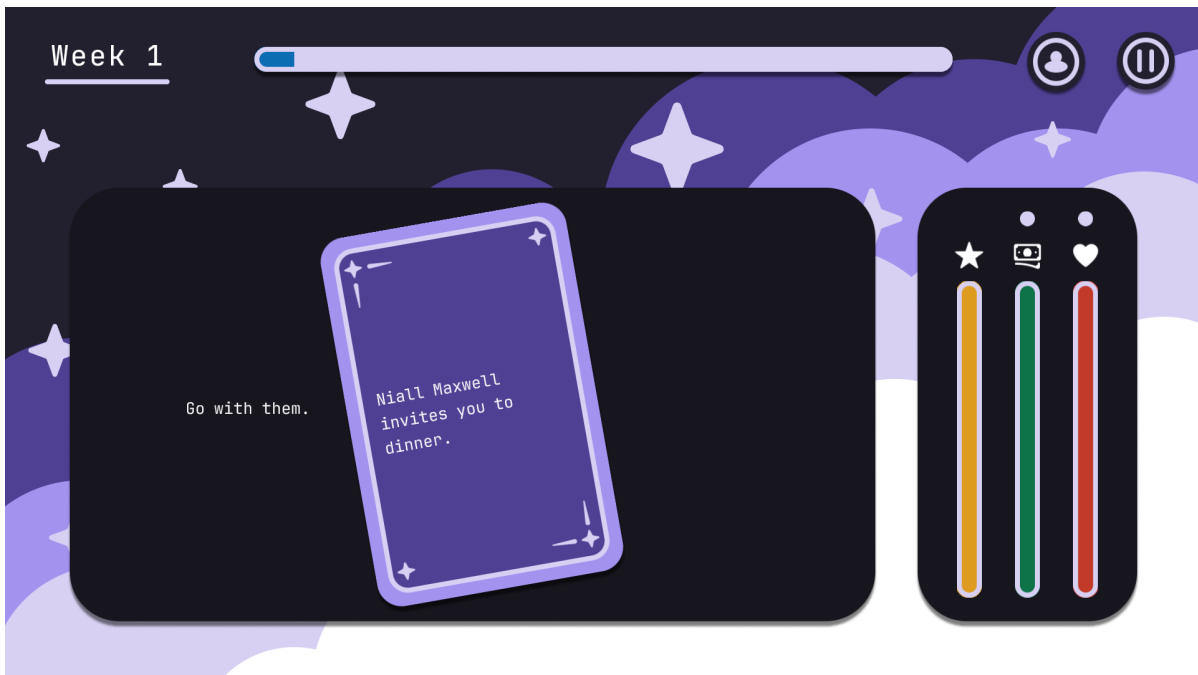 Week 1
Go with them.
Niall Maxwell
invites you to
dinner.